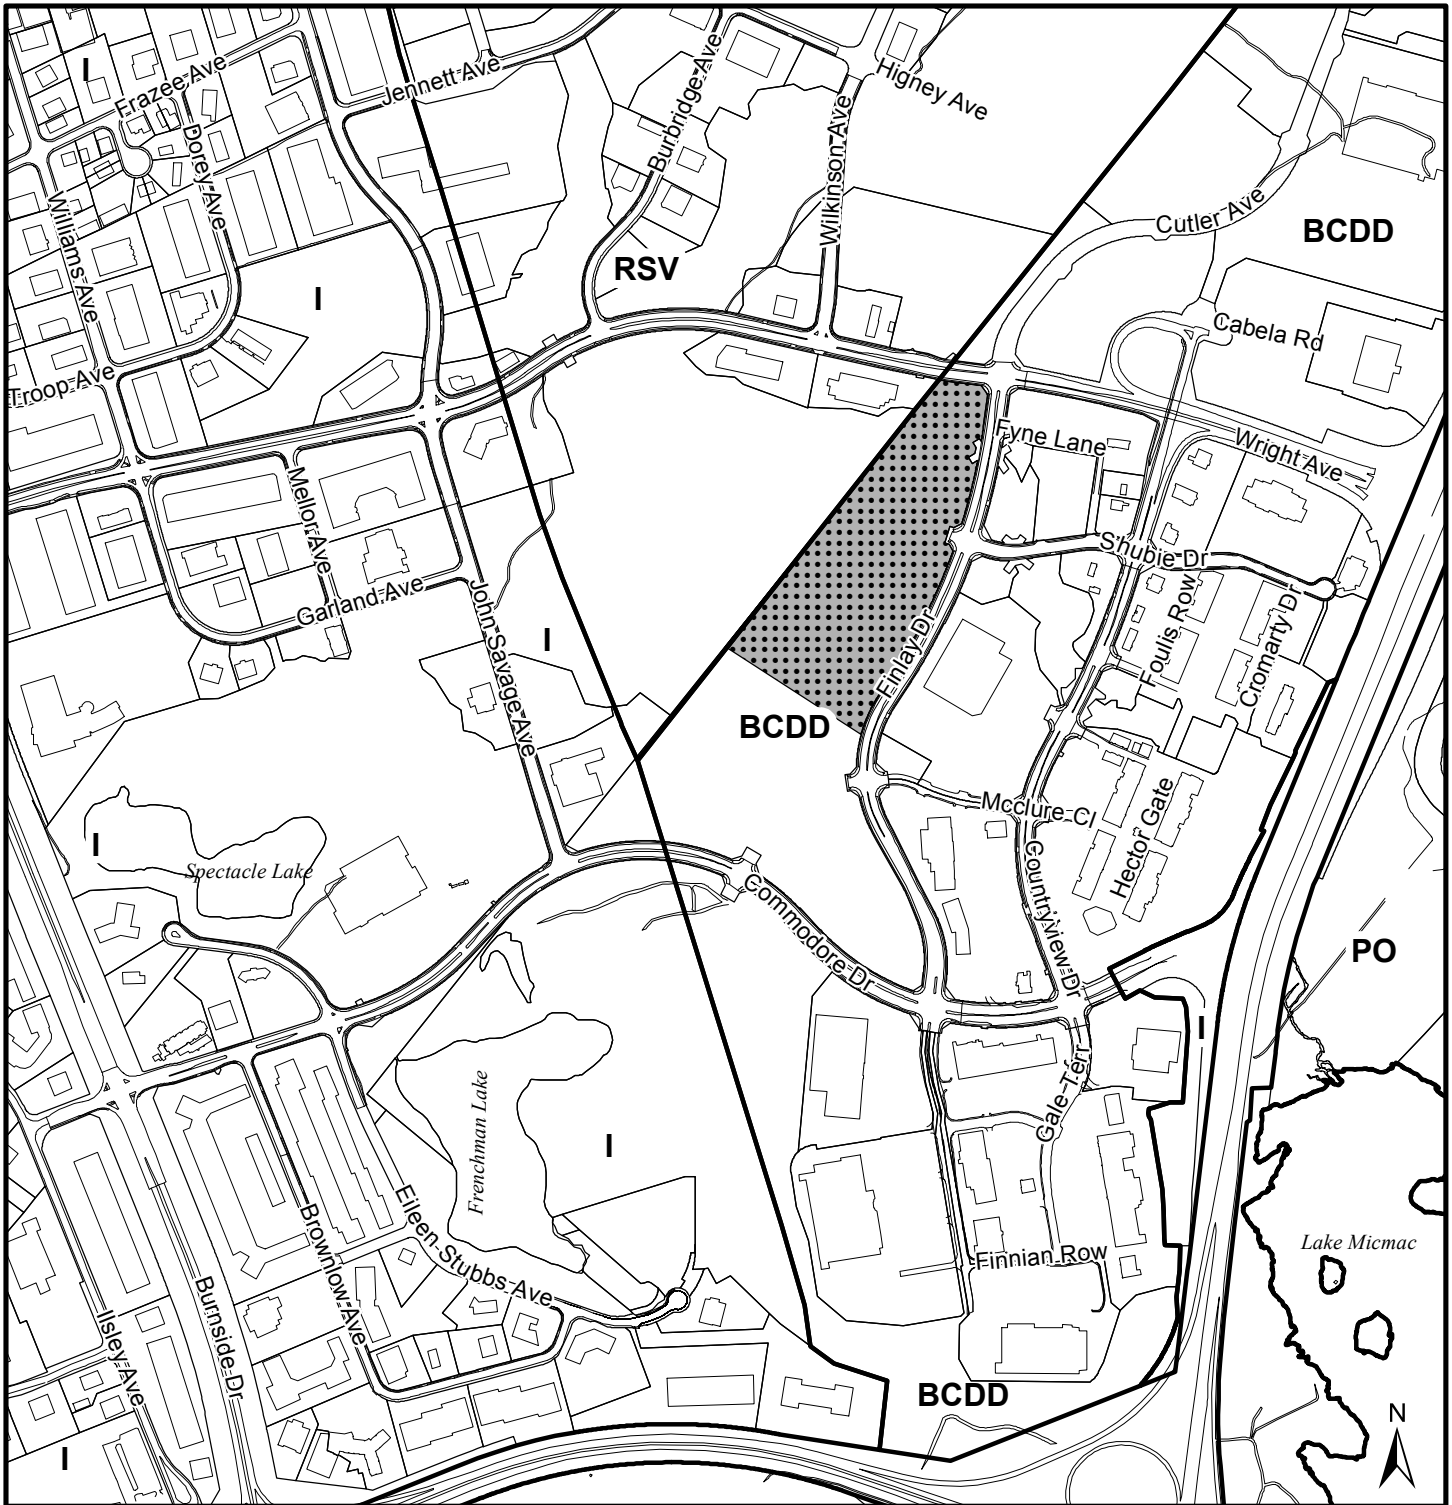 I
Frazee Ave
Jennett Ave
Burbridge Ave
Higney Ave
Dorey Ave
Wilkinson Ave
Williams Ave
Cutler Ave
BCDD
RSV
I
Cabela Rd
Troop Ave
Fyne Lane
Wright Ave
Mellor Ave
Shubie Dr
Garland Ave
John Savage Ave
I
Foulis Row
Cromarty Dr
Finlay Dr
BCDD
Mcclure Cl
Hector Gate
I
Spectacle Lake
Countryview Dr
Commodore Dr
PO
I
Gale Terr
Frenchman Lake
I
Eileen Stubbs Ave
Brownlow Ave
Finnian Row
Lake Micmac
Burnside Dr
Ilsley Ave
BCDD
N
I